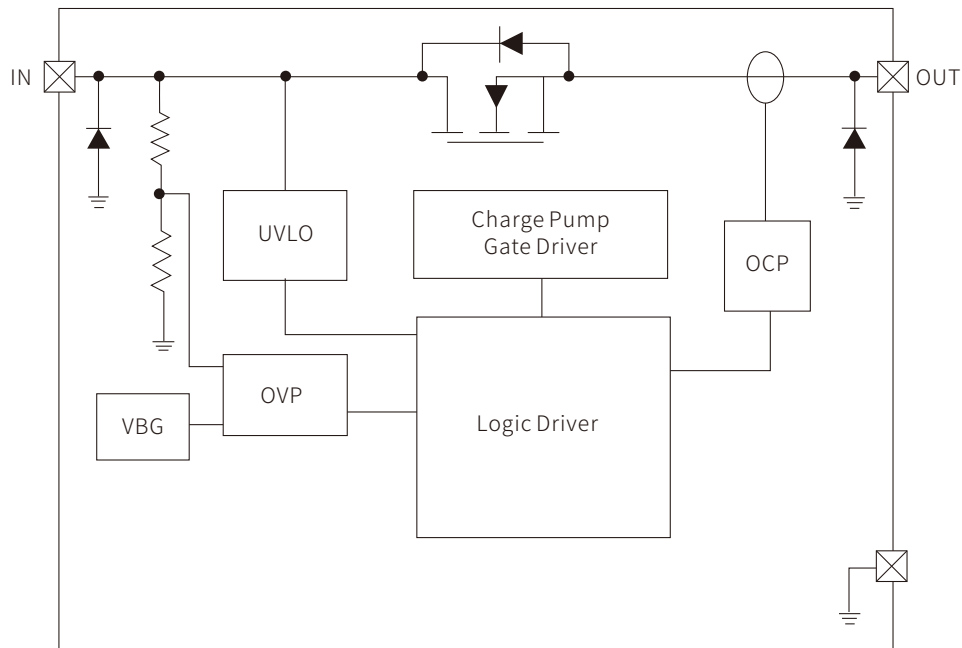 IN
OUT
UVLO
Charge Pump
Gate Driver
OCP
OVP
VBG
Logic Driver